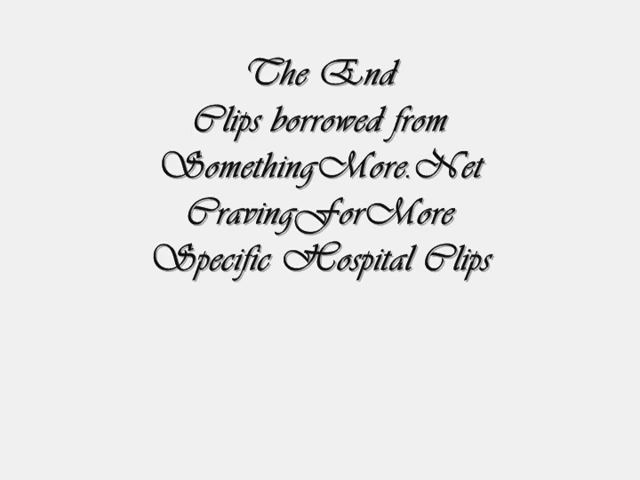 The End
Clips borrowed from
SomethingMore.Net
CravingForMore
Specific Hospital Clips